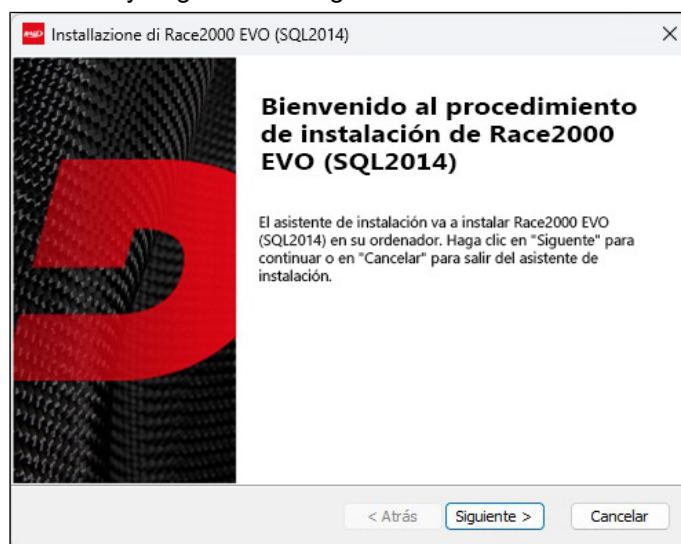 Installazione di Race2000 EVO (SQL2014)
Bienvenido al procedimiento
de instalación de Race2000
EVO (SQL2014)
El asistente de instalación va a instalar Race2000 EVO
(SQL2014) en su ordenador. Haga clic en "Siguente" para
continuar o en "Cancelar" para salir del asistente de
instalación.
< Atrás Siguiente > Cancelar